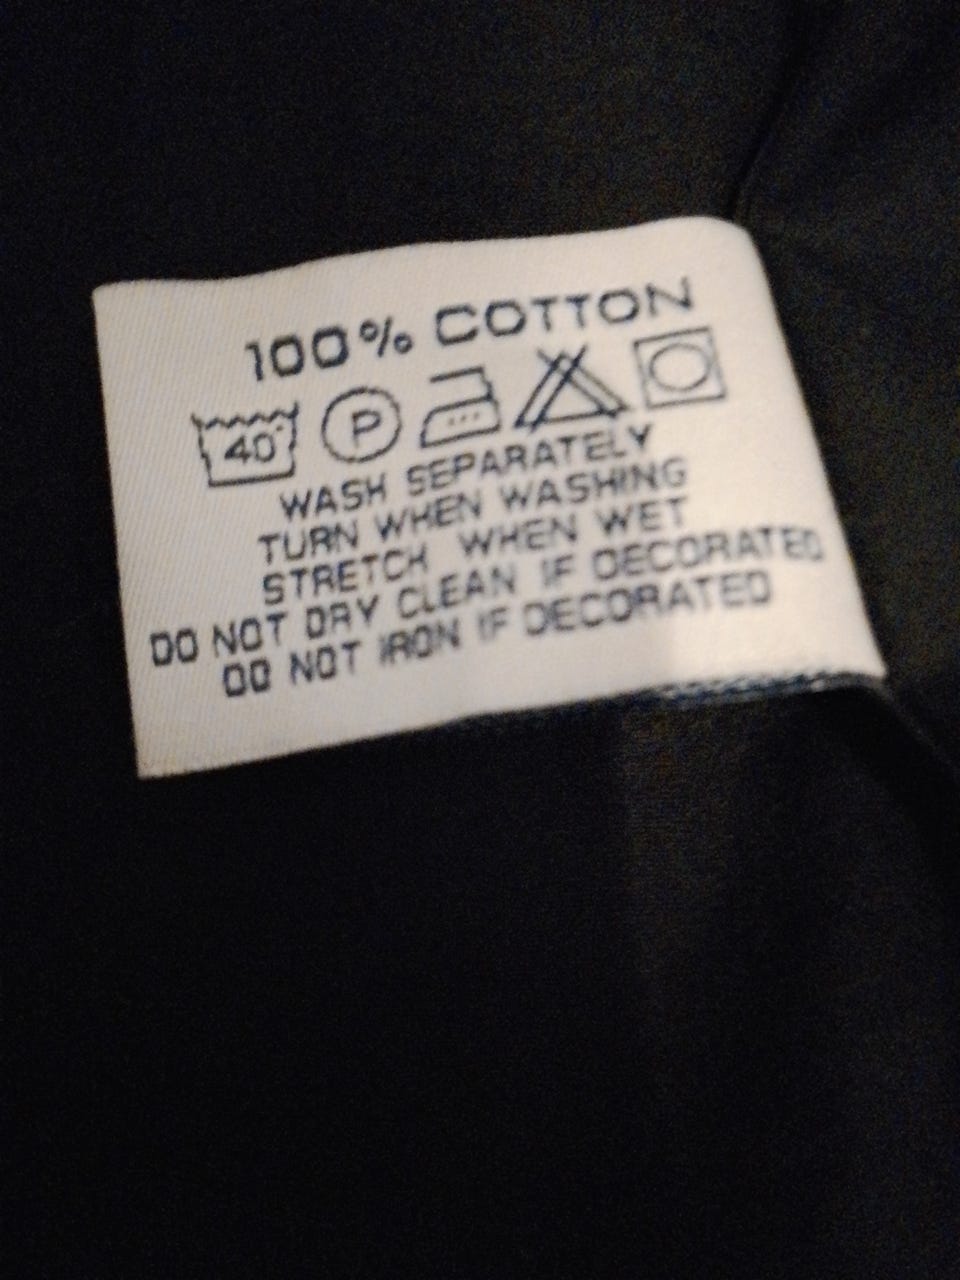 100% COTTON
40° P
WASH SEPARATELY
TURN WHEN WASHING
STRETCH WHEN WET
DO NOT DRY CLEAN IF DECORATED
DO NOT IRON IF DECORATED